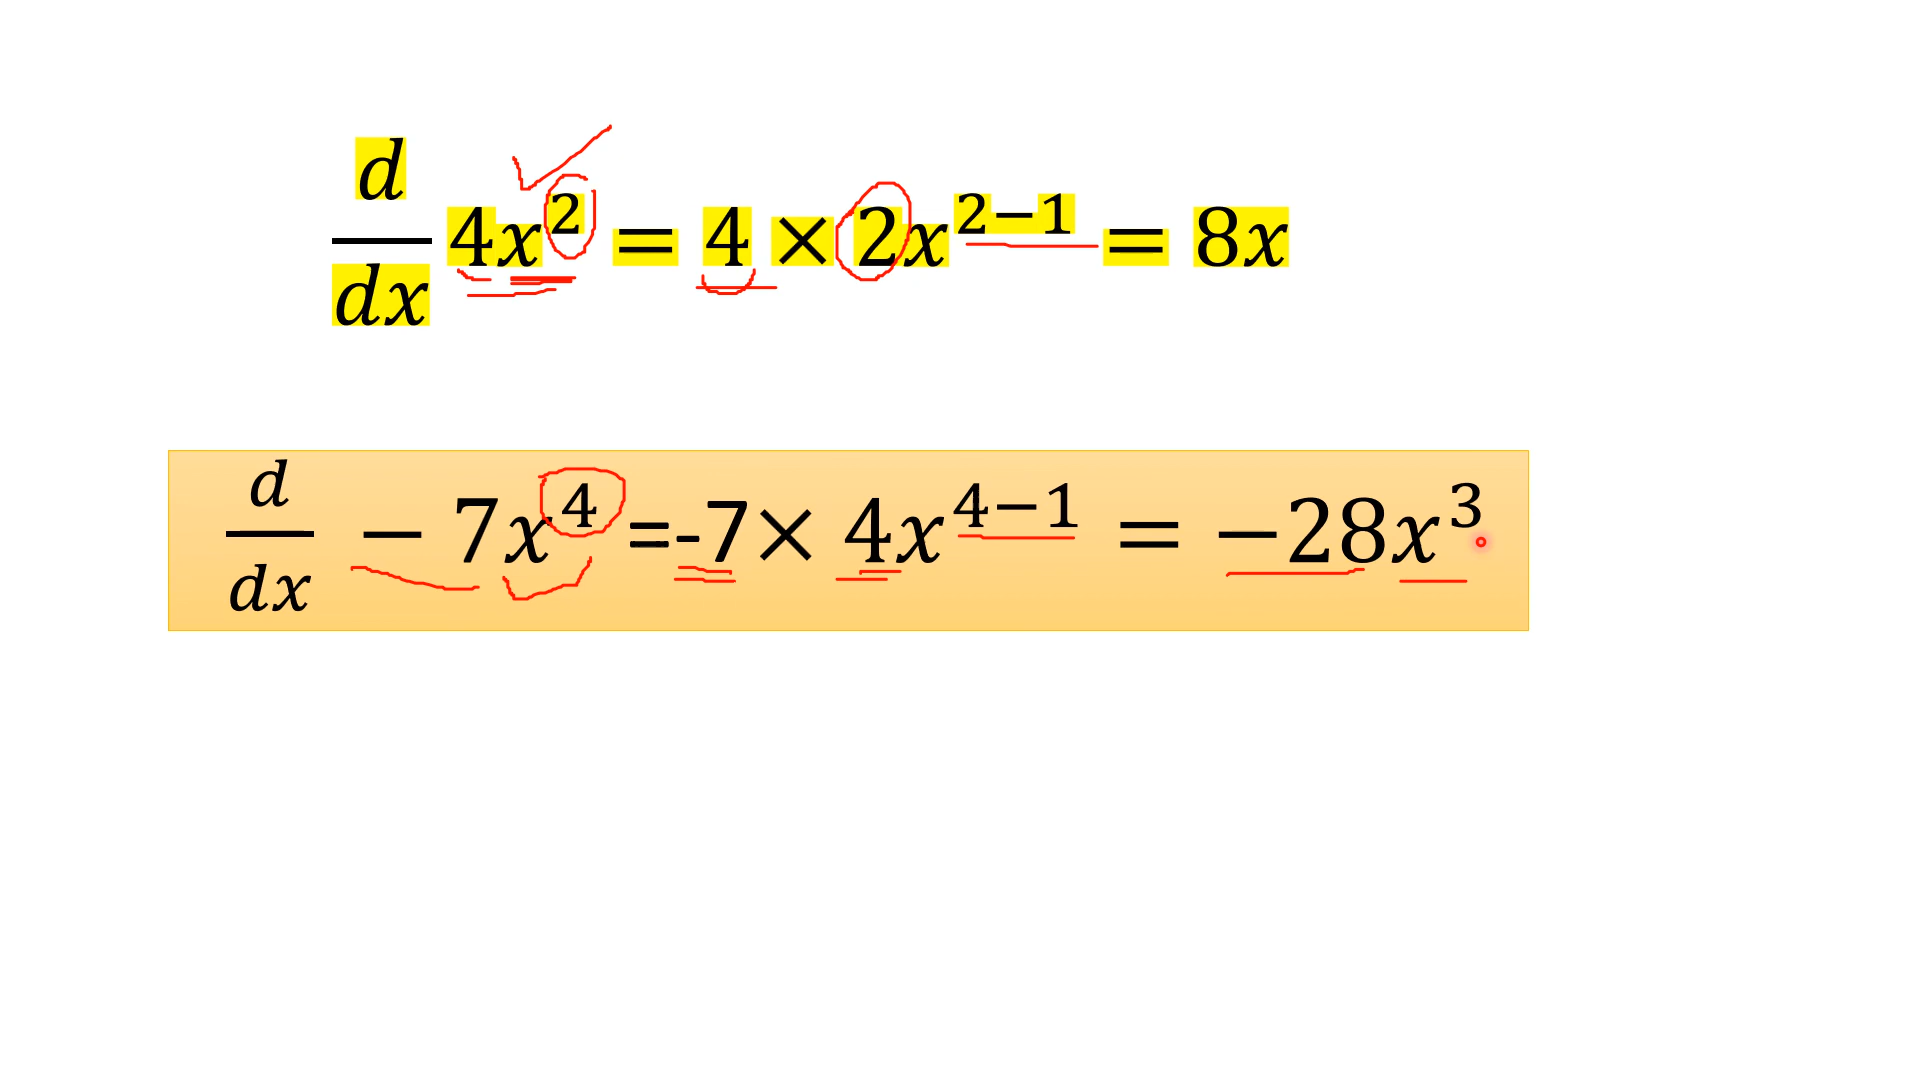 d/dx 4x² = 4 × 2x²⁻¹ = 8x
d/dx − 7x⁴ =-7× 4x⁴⁻¹ = −28x³